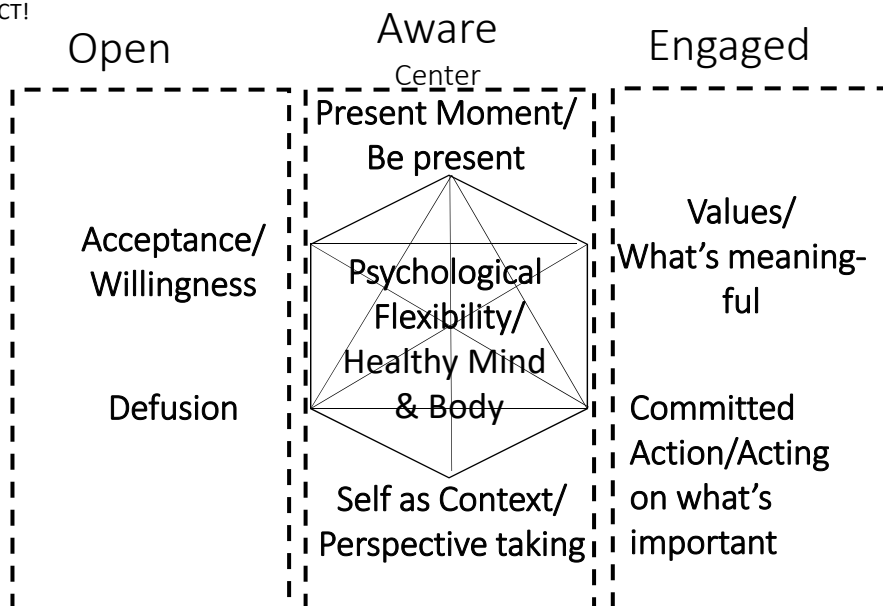 CT!
Open
Aware
Center
Engaged
Present Moment/
Be present
Acceptance/
Willingness
Defusion
Psychological
Flexibility/
Healthy Mind
& Body
Self as Context/
Perspective taking
Values/
What's meaning-
ful
Committed
Action/Acting
on what's
important